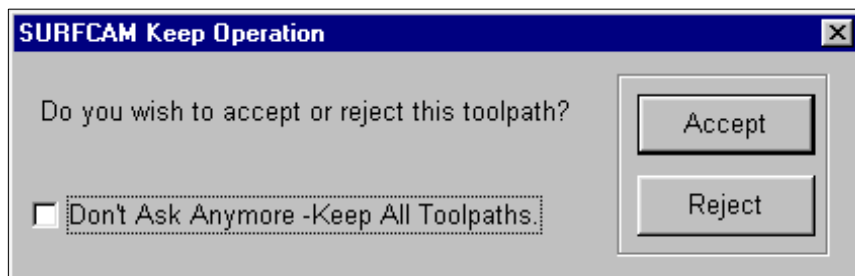 SURFCAM Keep Operation
Do you wish to accept or reject this toolpath?
Accept
Don't Ask Anymore -Keep All Toolpaths.
Reject